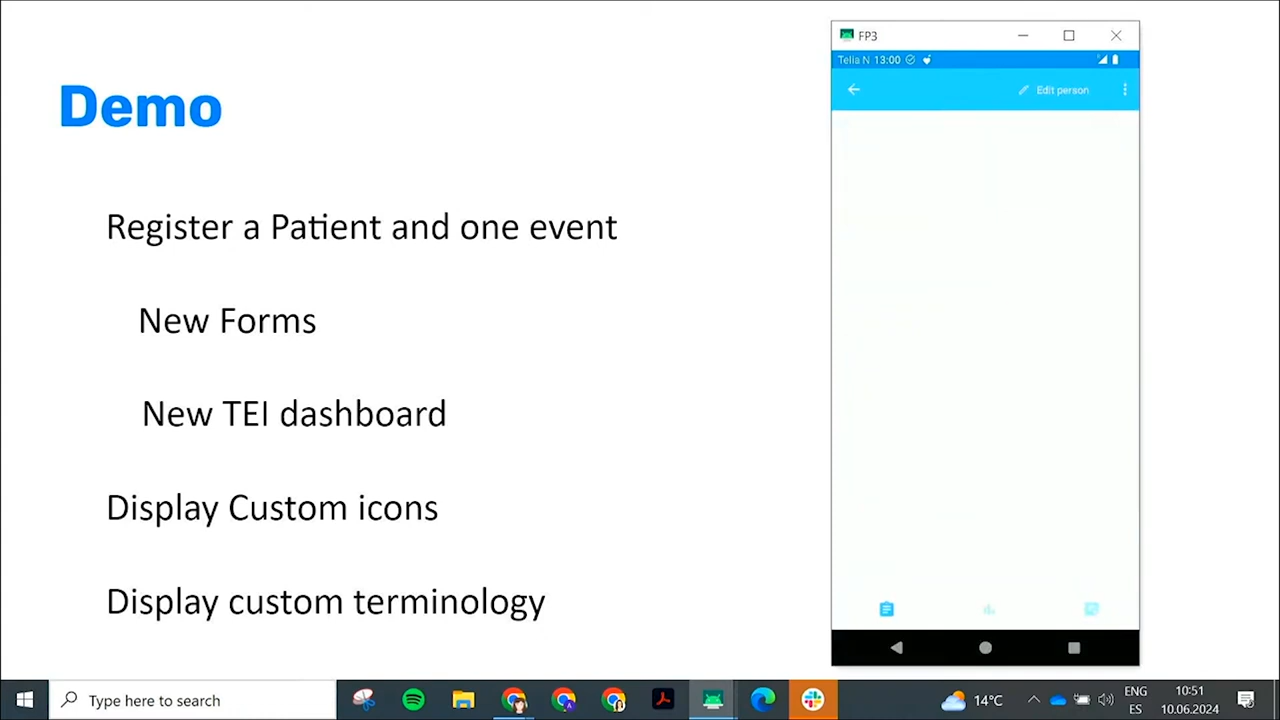 Demo
Register a Patient and one event
New Forms
New TEI dashboard
Display Custom icons
Display custom terminology
FP3
Telia N 13:00
Edit person
Type here to search
14°C
ENG
ES
10:51
10.06.2024